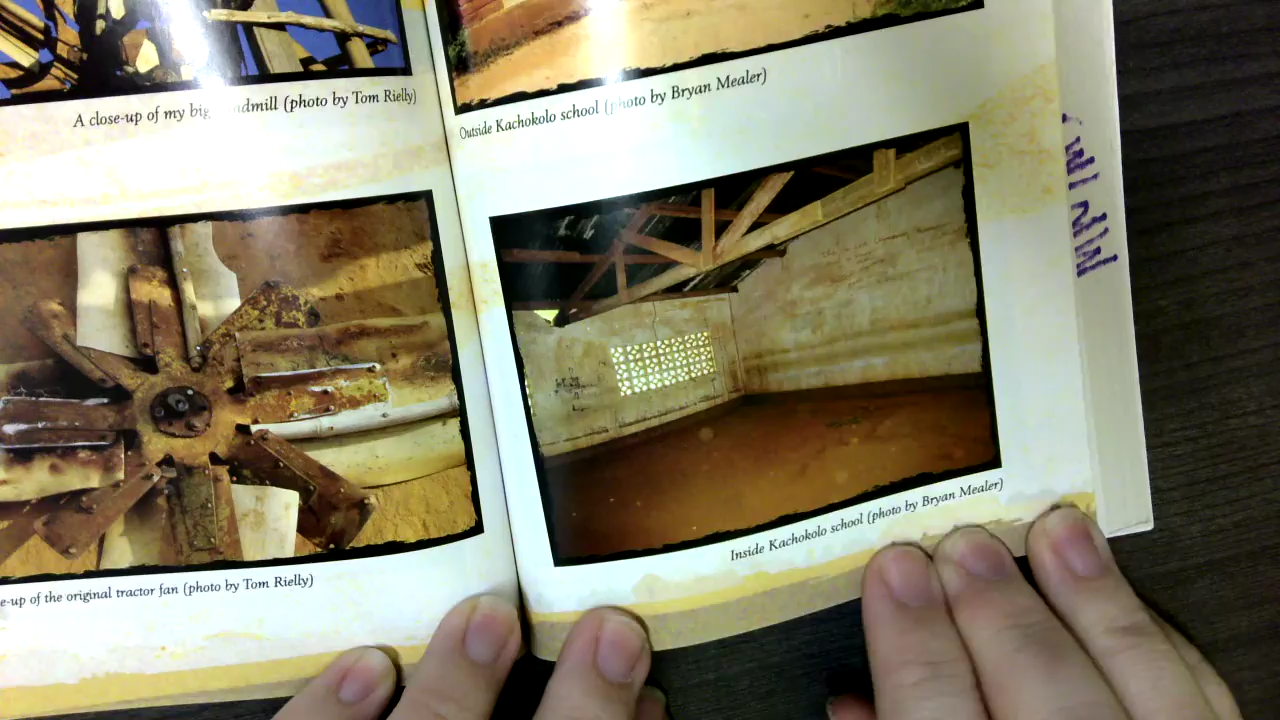 A close-up of my big ndmill (photo by Tom Rielly)
e-up of the original tractor fan (photo by Tom Rielly)
Outside Kachokolo school (photo by Bryan Mealer)
Inside Kachokolo school (photo by Bryan Mealer)